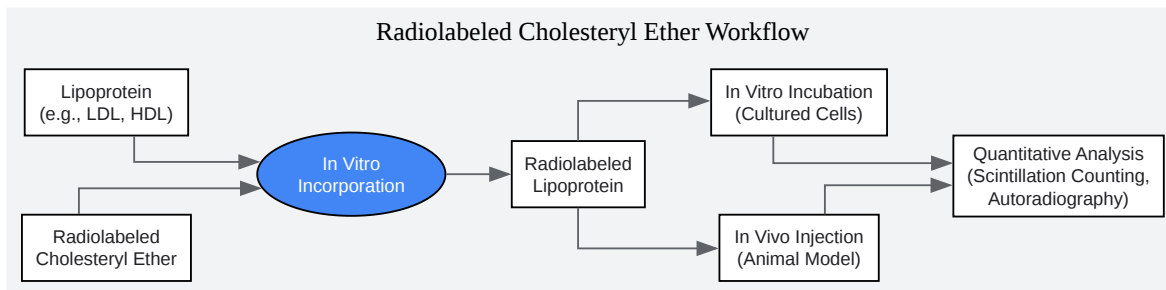 Radiolabeled Cholesteryl Ether Workflow
Lipoprotein
(e.g., LDL, HDL)
Radiolabeled
Cholesteryl Ether
In Vitro
Incorporation
Radiolabeled
Lipoprotein
In Vitro Incubation
(Cultured Cells)
In Vivo Injection
(Animal Model)
Quantitative Analysis
(Scintillation Counting,
Autoradiography)